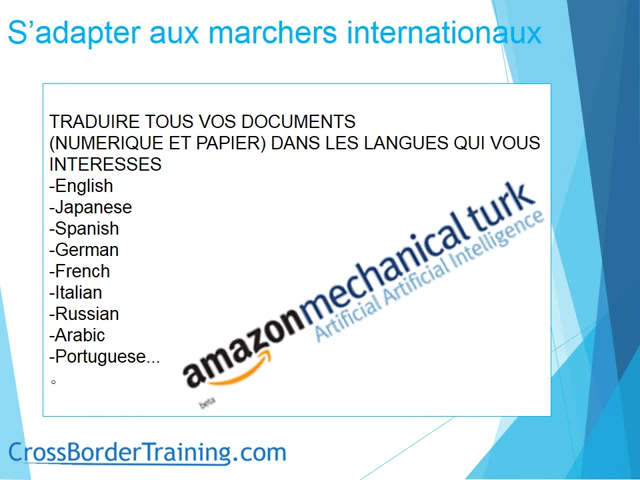 S’adapter aux marchers internationaux
TRADUIRE TOUS VOS DOCUMENTS
(NUMERIQUE ET PAPIER) DANS LES LANGUES QUI VOUS
INTERESSES
-English
-Japanese
-Spanish
-German
-French
-Italian
-Russian
-Arabic
-Portuguese...
amazonmechanical turk
Artificial Artificial Intelligence
beta
CrossBorderTraining.com